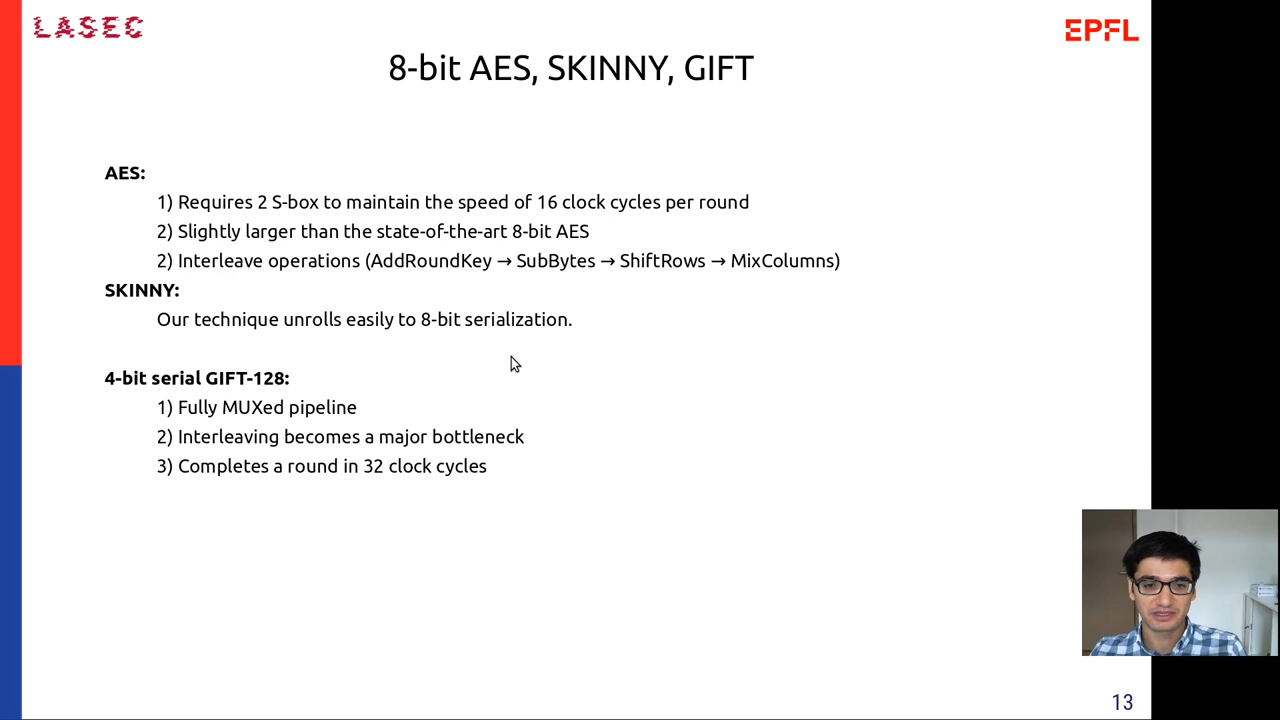 LASEC
EPFL
8-bit AES, SKINNY, GIFT
AES:
1) Requires 2 S-box to maintain the speed of 16 clock cycles per round
2) Slightly larger than the state-of-the-art 8-bit AES
2) Interleave operations (AddRoundKey → SubBytes → ShiftRows → MixColumns)
SKINNY:
Our technique unrolls easily to 8-bit serialization.
4-bit serial GIFT-128:
1) Fully MUXed pipeline
2) Interleaving becomes a major bottleneck
3) Completes a round in 32 clock cycles
13